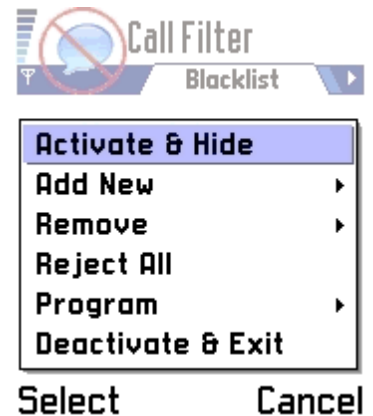 Call Filter
Blacklist
Activate & Hide
Add New
Remove
Reject All
Program
Deactivate & Exit
Select Cancel